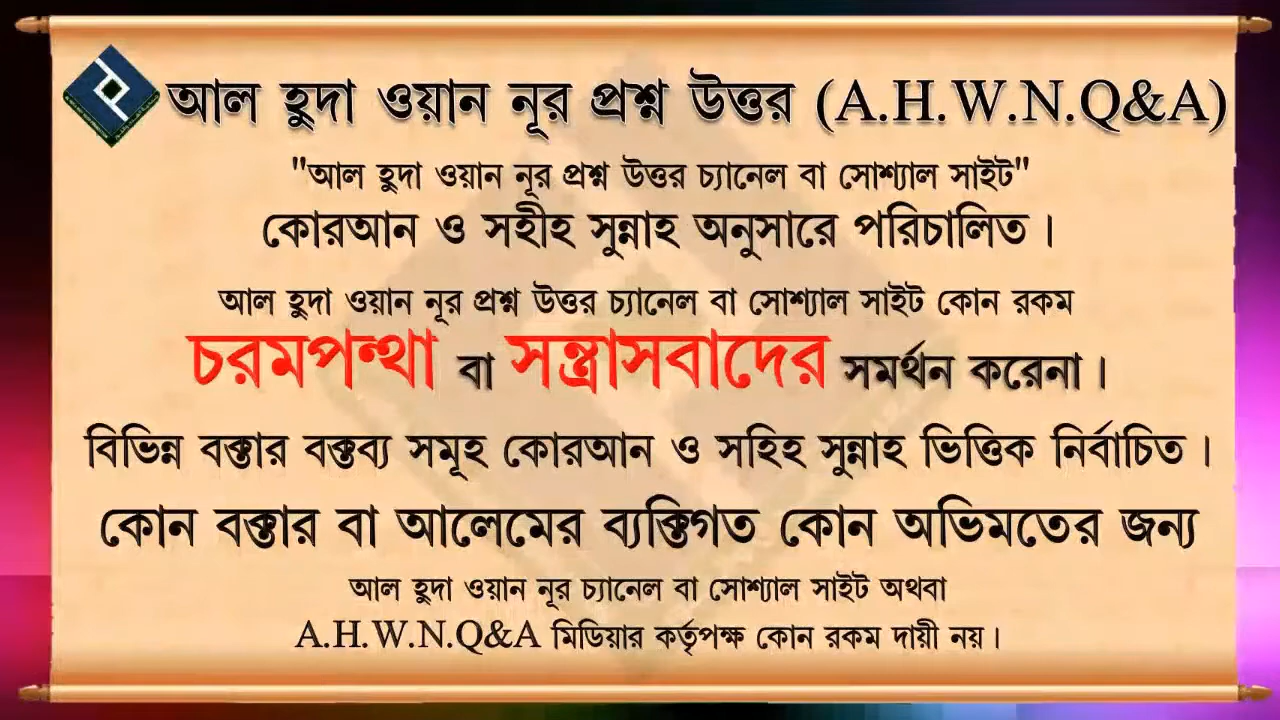 আল হুদা ওয়ান নূর প্রশ্ন উত্তর (A.H.W.N.Q&A)
"আল হুদা ওয়ান নূর প্রশ্ন উত্তর চ্যানেল বা সোশ্যাল সাইট"
কোরআন ও সহীহ সুন্নাহ অনুসারে পরিচালিত।
আল হুদা ওয়ান নূর প্রশ্ন উত্তর চ্যানেল বা সোশ্যাল সাইট কোন রকম
চরমপন্থা বা সন্ত্রাসবাদের সমর্থন করেনা।
বিভিন্ন বক্তার বক্তব্য সমূহ কোরআন ও সহিহ সুন্নাহ ভিত্তিক নির্বাচিত।
কোন বক্তার বা আলেমের ব্যক্তিগত কোন অভিমতের জন্য
আল হুদা ওয়ান নূর চ্যানেল বা সোশ্যাল সাইট অথবা
A.H.W.N.Q&A মিডিয়ার কর্তৃপক্ষ কোন রকম দায়ী নয়।